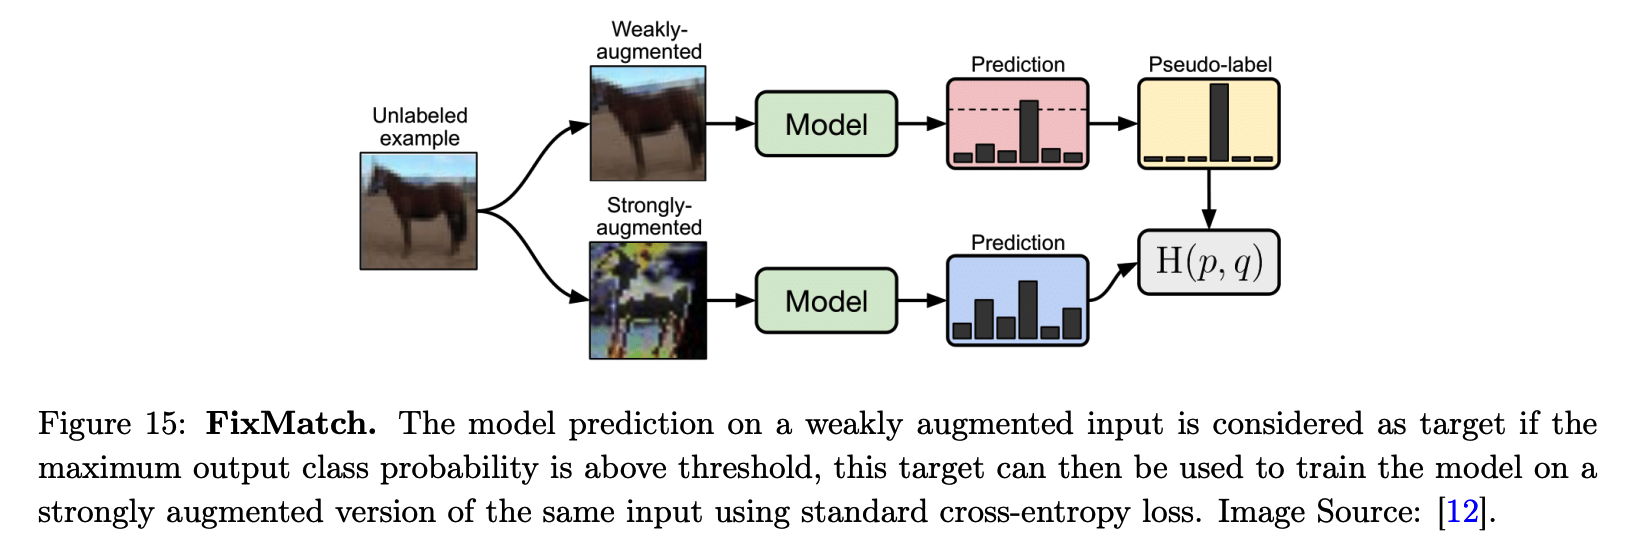 Weakly-
augmented
Prediction
Pseudo-label
Unlabeled
example
Model
Strongly-
augmented
Prediction
Model
H(p, q)
Figure 15: FixMatch. The model prediction on a weakly augmented input is considered as target if the
maximum output class probability is above threshold, this target can then be used to train the model on a
strongly augmented version of the same input using standard cross-entropy loss. Image Source: [12].